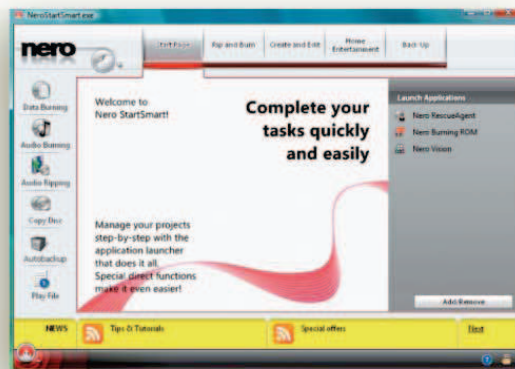 NeroStartSmart.exe
nero
Start Page
Rip and Burn
Create and Edit
Home
Entertainment
Back-Up
Data Burning
Audio Burning
Audio Ripping
Copy Disc
Autobackup
Play File
Welcome to
Nero StartSmart!
Complete your
tasks quickly
and easily
Manage your projects
step-by-step with the
application launcher
that does it all.
Special direct functions
make it even easier!
Launch Applications
Nero RescueAgent
Nero Burning ROM
Nero Vision
Add/Remove
NEWS
Tips & Tutorials
Special offers
Next